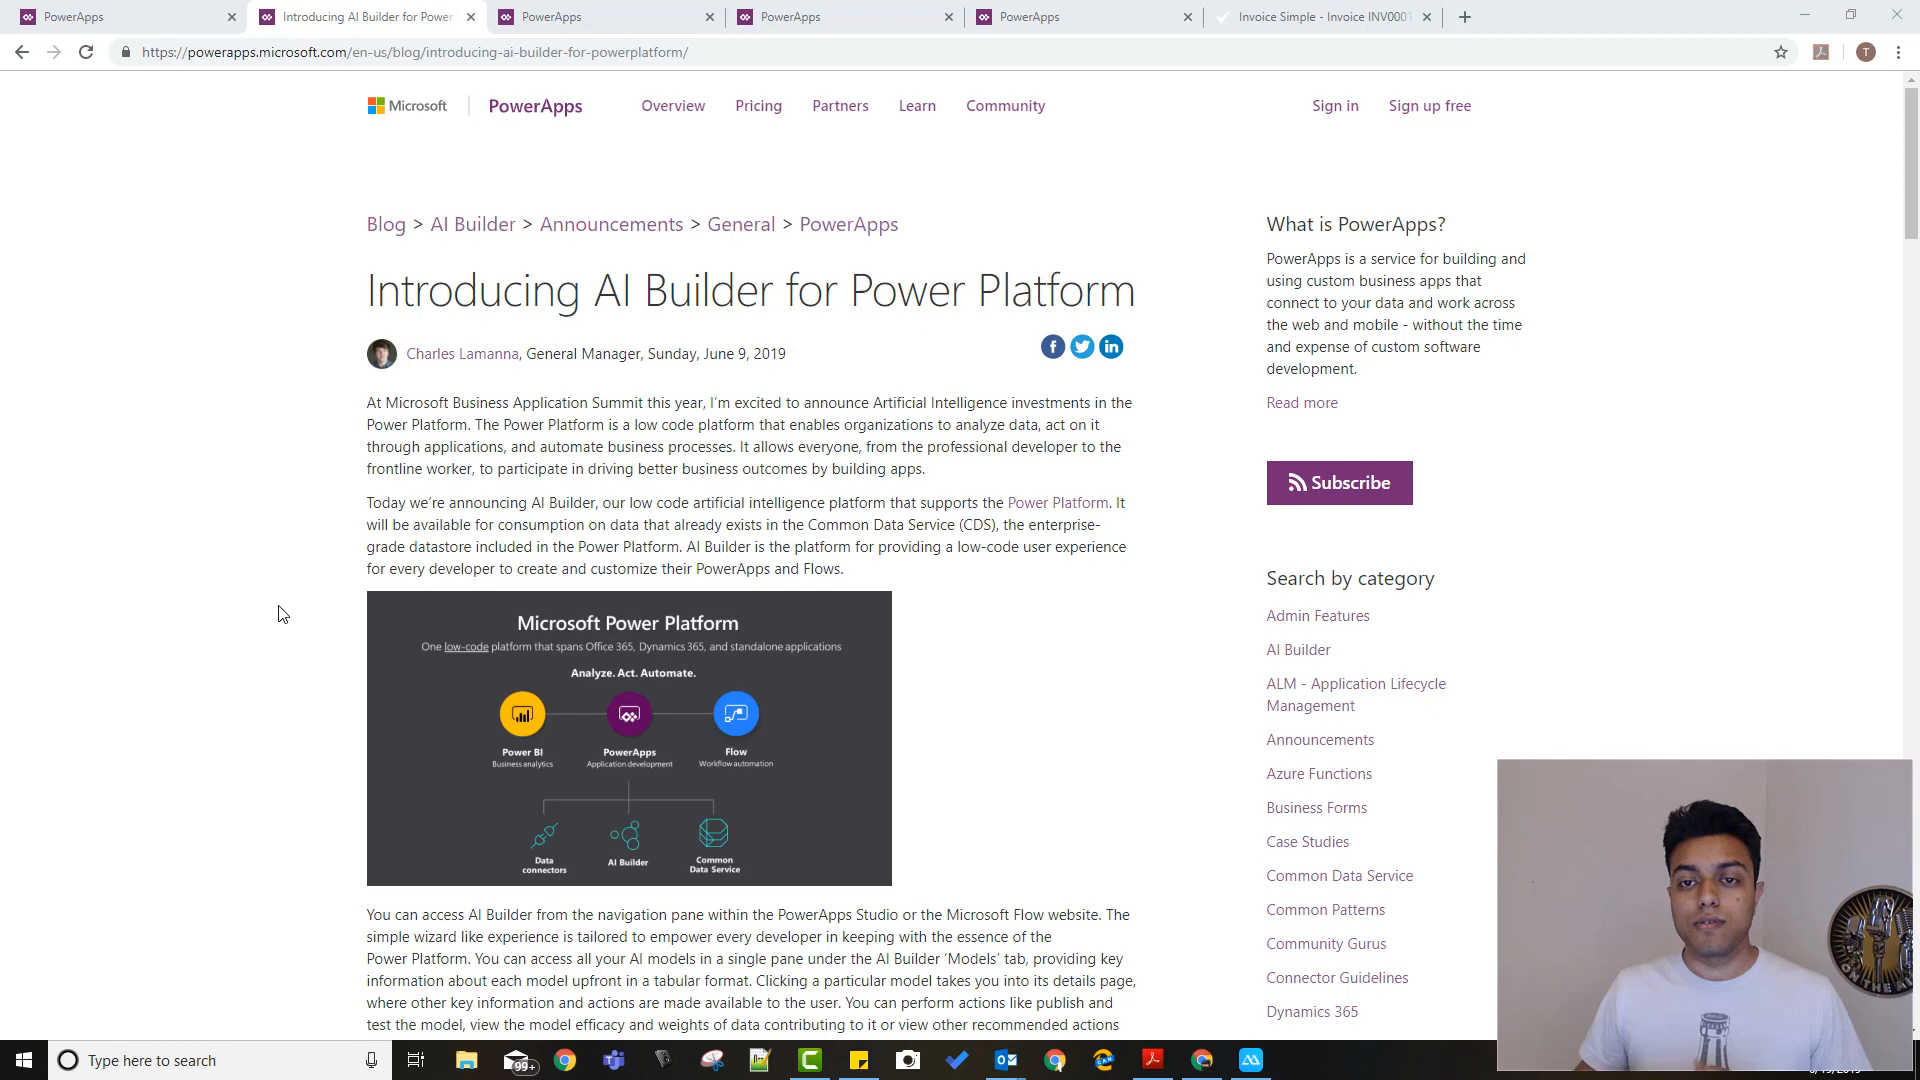 PowerApps
Introducing AI Builder for Power
PowerApps
PowerApps
PowerApps
Invoice Simple - Invoice INV0001
https://powerapps.microsoft.com/en-us/blog/introducing-ai-builder-for-powerplatform/
T
Microsoft
PowerApps
Overview
Pricing
Partners
Learn
Community
Sign in
Sign up free
Blog > AI Builder > Announcements > General > PowerApps
Introducing AI Builder for Power Platform
Charles Lamanna, General Manager, Sunday, June 9, 2019
At Microsoft Business Application Summit this year, I'm excited to announce Artificial Intelligence investments in the
Power Platform. The Power Platform is a low code platform that enables organizations to analyze data, act on it
through applications, and automate business processes. It allows everyone, from the professional developer to the
frontline worker, to participate in driving better business outcomes by building apps.
Today we're announcing AI Builder, our low code artificial intelligence platform that supports the Power Platform. It
will be available for consumption on data that already exists in the Common Data Service (CDS), the enterprise-
grade datastore included in the Power Platform. AI Builder is the platform for providing a low-code user experience
for every developer to create and customize their PowerApps and Flows.
Microsoft Power Platform
One low-code platform that spans Office 365, Dynamics 365, and standalone applications
Analyze. Act. Automate.
Power BI
Business analytics
PowerApps
Application development
Flow
Workflow automation
Data
connectors
AI Builder
Common
Data Service
You can access AI Builder from the navigation pane within the PowerApps Studio or the Microsoft Flow website. The
simple wizard like experience is tailored to empower every developer in keeping with the essence of the
Power Platform. You can access all your AI models in a single pane under the AI Builder 'Models' tab, providing key
information about each model upfront in a tabular format. Clicking a particular model takes you into its details page,
where other key information and actions are made available to the user. You can perform actions like publish and
test the model, view the model efficacy and weights of data contributing to it or view other recommended actions
What is PowerApps?
PowerApps is a service for building and
using custom business apps that
connect to your data and work across
the web and mobile - without the time
and expense of custom software
development.
Read more
Subscribe
Search by category
Admin Features
AI Builder
ALM - Application Lifecycle
Management
Announcements
Azure Functions
Business Forms
Case Studies
Common Data Service
Common Patterns
Community Gurus
Connector Guidelines
Dynamics 365
ON THE AIR
Type here to search
99+